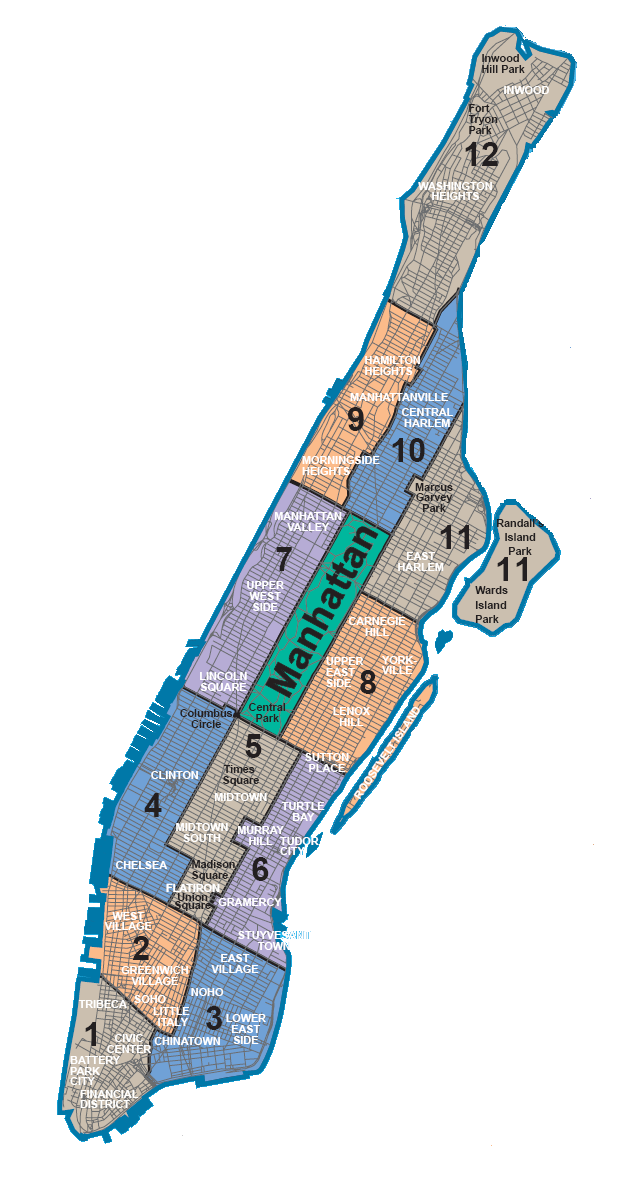 Inwood
Hill Park
INWOOD
Fort
Tryon
Park
12
WASHINGTON
HEIGHTS
HAMILTON
HEIGHTS
MANHATTANVILLE
9
CENTRAL
HARLEM
10
MORNINGSIDE
HEIGHTS
Marcus
Garvey
Park
11
EAST
HARLEM
Randall
Island
Park
11
Wards
Island
Park
MANHATTAN
VALLEY
7
UPPER
WEST
SIDE
LINCOLN
SQUARE
Manhattan
Central
Park
CARNEGIE
HILL
UPPER
EAST
SIDE
YORK
VILLE
8
LENOX
HILL
ROOSEVELT ISLAND
Columbus
Circle
5
Times
Square
MIDTOWN
SUTTON
PLACE
CLINTON
4
MIDTOWN
SOUTH
TURTLE
BAY
MURRAY
HILL
TUDOR
CITY
CHELSEA
Madison
Square
6
FLATIRON
Union
Square
GRAMERCY
STUYVESANT
TOWN
WEST
VILLAGE
2
GREENWICH
VILLAGE
EAST
VILLAGE
NOHO
SOHO
LITTLE
ITALY
3
LOWER
EAST
SIDE
CHINATOWN
TRIBECA
1
CIVIC
CENTER
BATTERY
PARK
CITY
FINANCIAL
DISTRICT